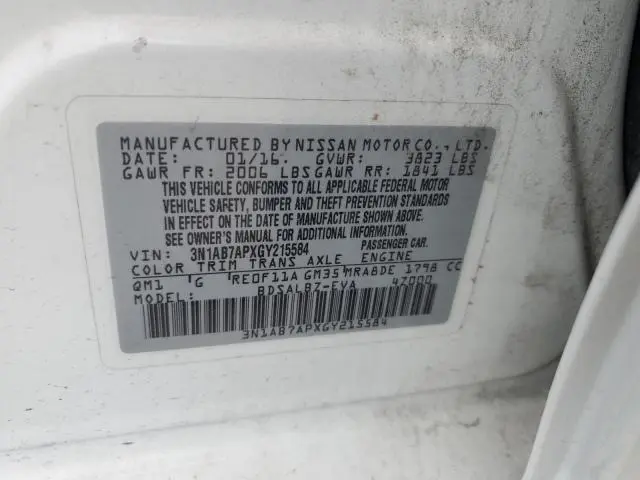 MANUFACTURED BY NISSAN MOTOR CO., LTD.
DATE: 01/16. GVWR: 3823 LBS
GAWR FR: 2006 LBS GAWR RR: 1841 LBS
THIS VEHICLE CONFORMS TO ALL APPLICABLE FEDERAL MOTOR
VEHICLE SAFETY, BUMPER AND THEFT PREVENTION STANDARDS
IN EFFECT ON THE DATE OF MANUFACTURE SHOWN ABOVE.
SEE OWNER'S MANUAL FOR ADDITIONAL INFORMATION.
VIN: 3N1AB7APXGY215584 PASSENGER CAR.
COLOR TRIM TRANS AXLE ENGINE
QM1 G RE0F11A GM35 MRA8DE 1798 CC
MODEL: BDSALBZ-EVA 4Z000
3N1AB7APXGY215584